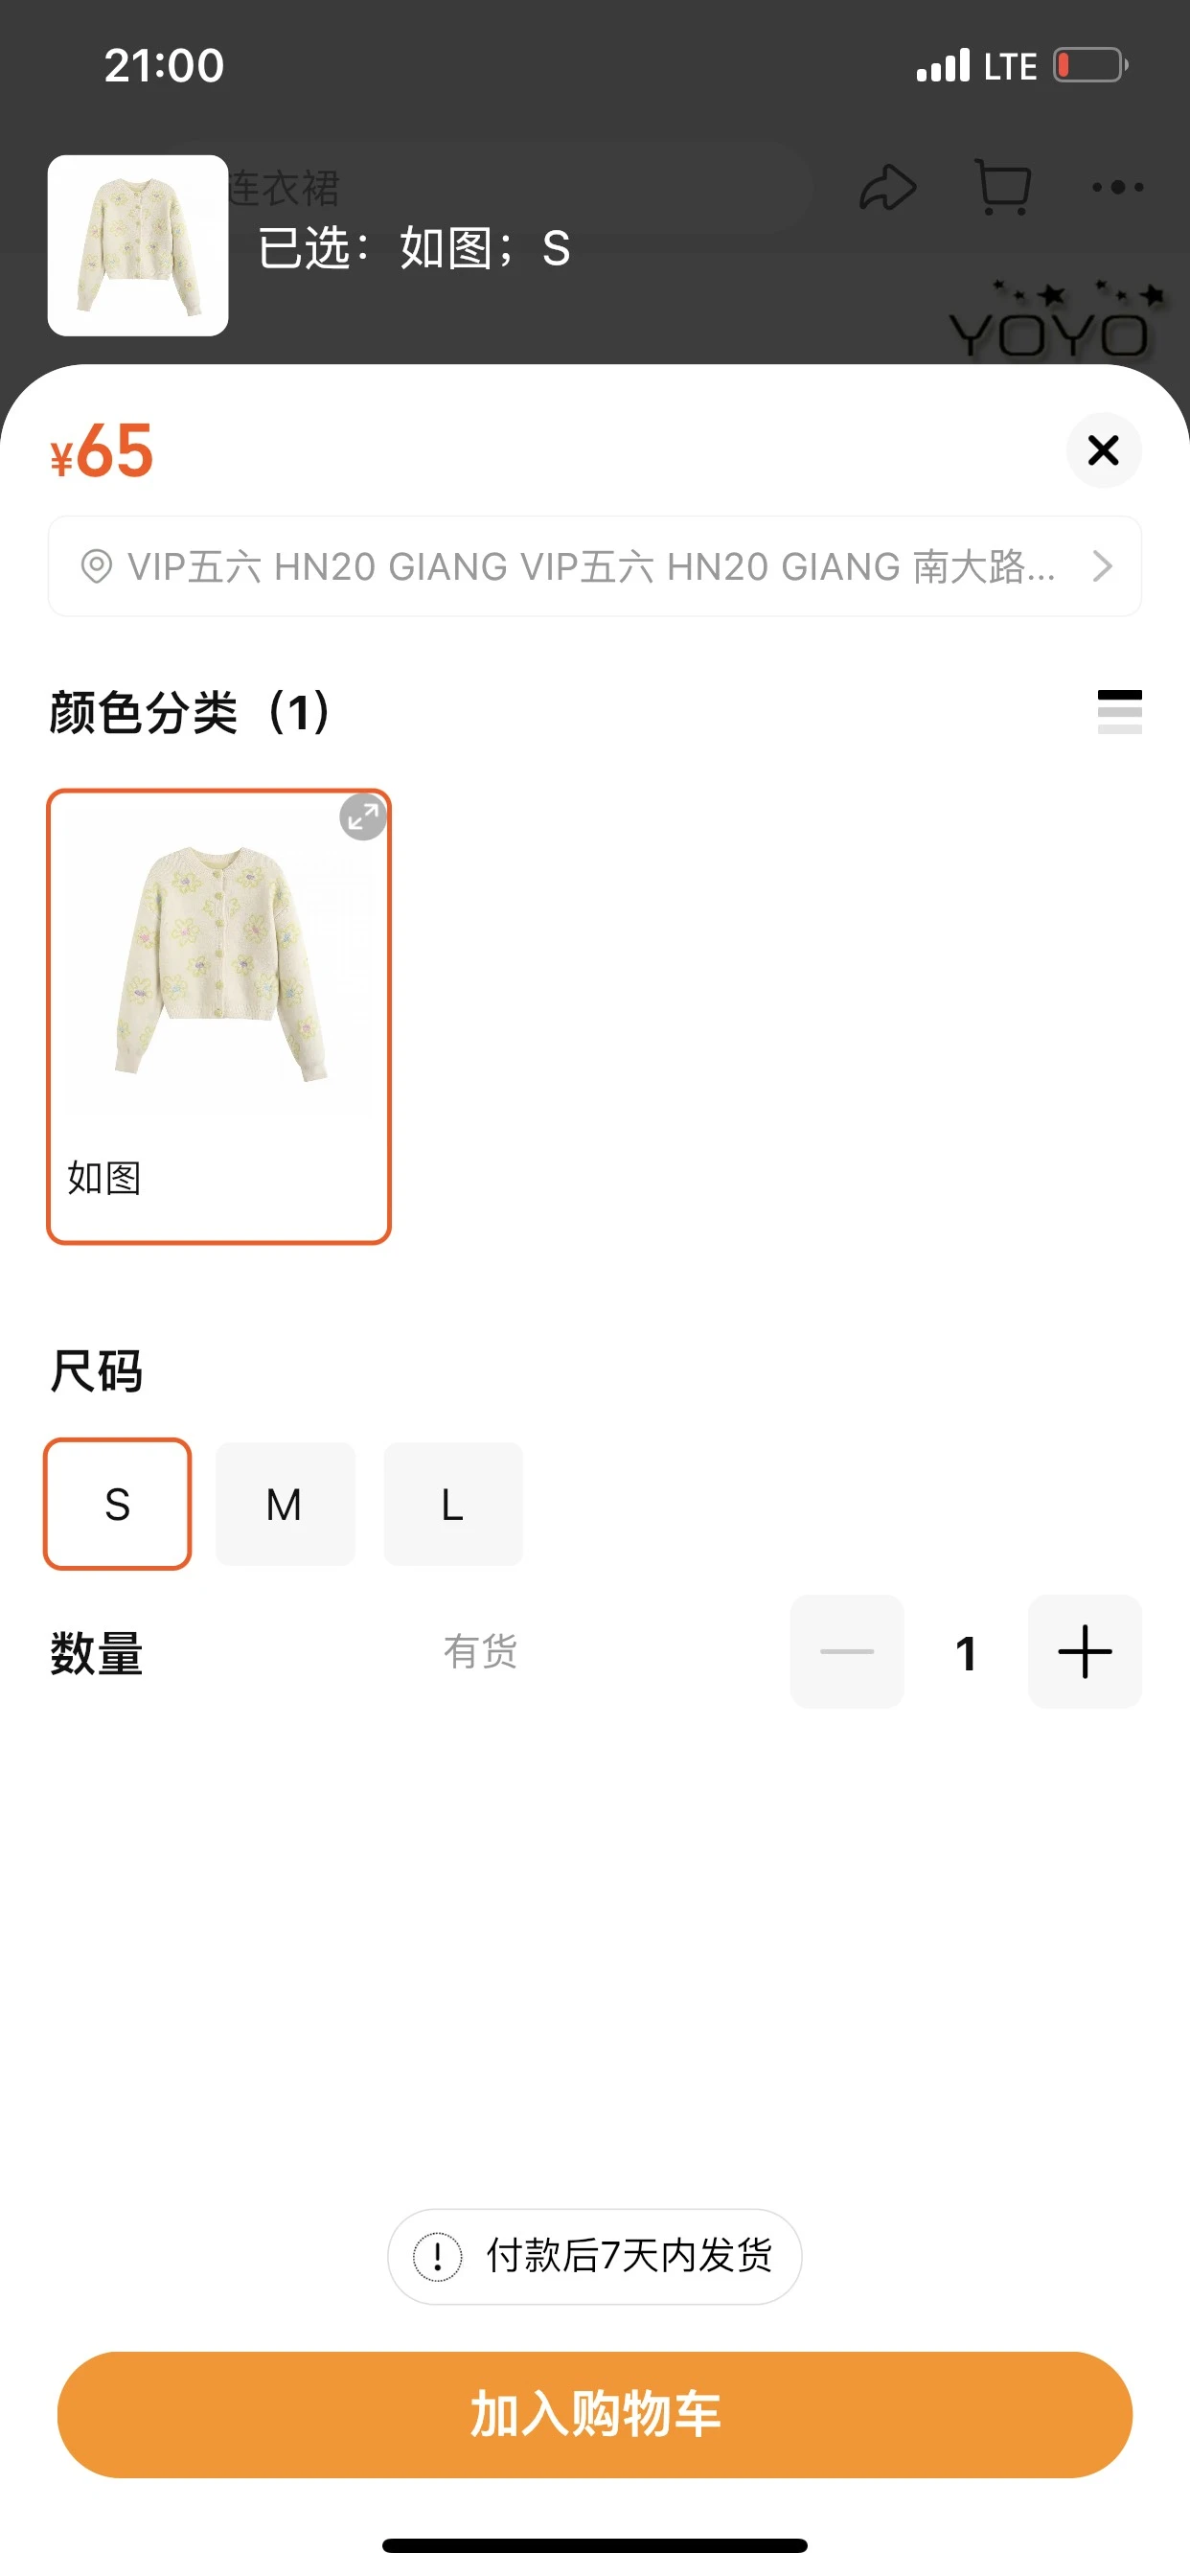 21:00
LTE
连衣裙
已选：如图；S
YOYO
¥65
VIP五六 HN20 GIANG VIP五六 HN20 GIANG 南大路...
颜色分类（1）
如图
尺码
S
M
L
数量
有货
1
付款后7天内发货
加入购物车